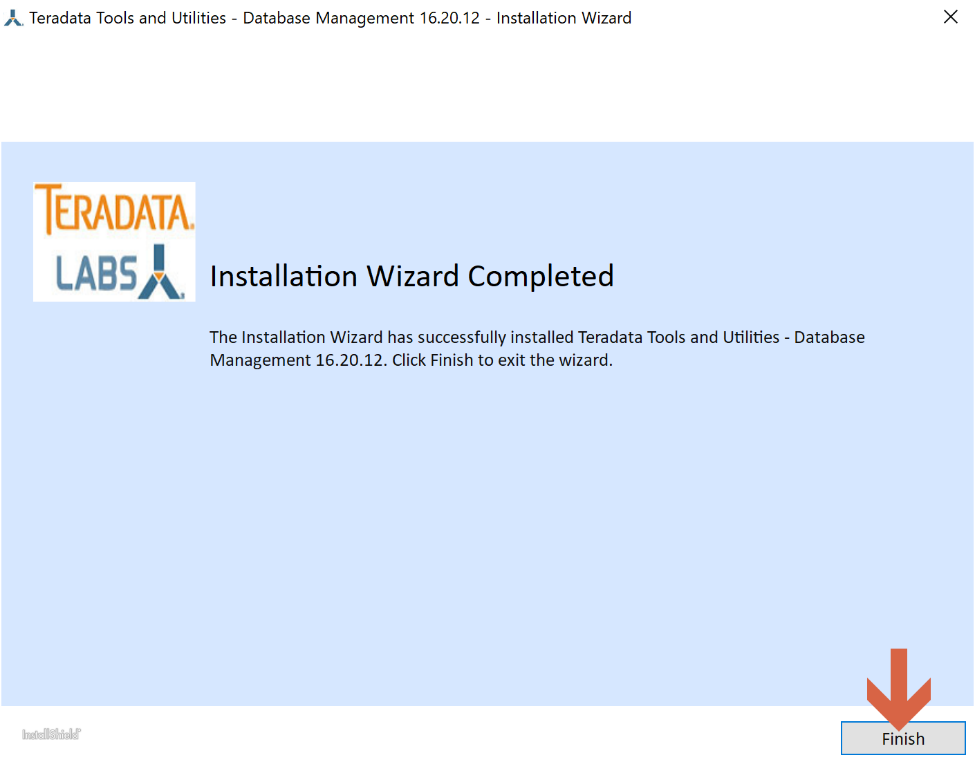 Teradata Tools and Utilities - Database Management 16.20.12 - Installation Wizard
TERADATA.
LABS
Installation Wizard Completed
The Installation Wizard has successfully installed Teradata Tools and Utilities - Database
Management 16.20.12. Click Finish to exit the wizard.
InstallShield
Finish